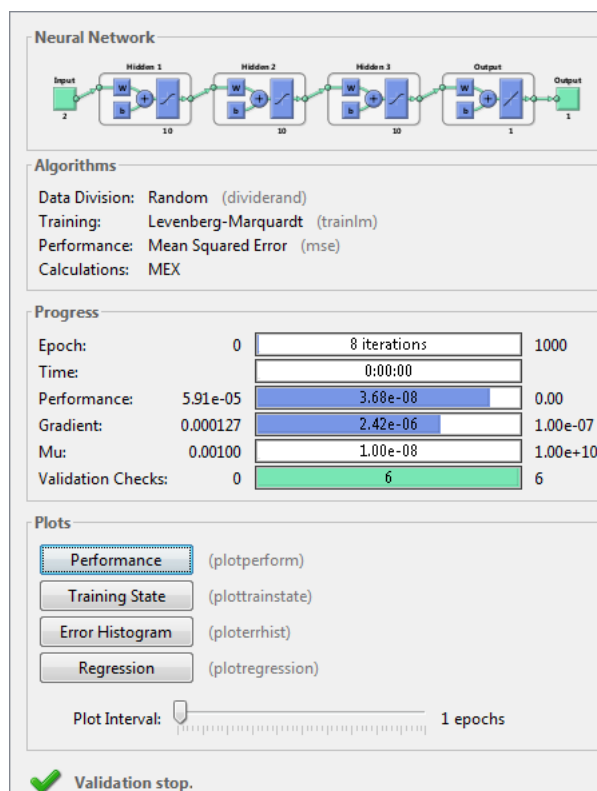 Neural Network
Hidden 1 Hidden 2 Hidden 3 Output
Input Output
W W W W
b b b b
2 10 10 10 1 1
Algorithms
Data Division: Random (dividerand)
Training: Levenberg-Marquardt (trainlm)
Performance: Mean Squared Error (mse)
Calculations: MEX
Progress
Epoch: 0 8 iterations 1000
Time: 0:00:00
Performance: 5.91e-05 3.68e-08 0.00
Gradient: 0.000127 2.42e-06 1.00e-07
Mu: 0.00100 1.00e-08 1.00e+10
Validation Checks: 0 6 6
Plots
Performance (plotperform)
Training State (plottrainstate)
Error Histogram (ploterrhist)
Regression (plotregression)
Plot Interval: 1 epochs
Validation stop.